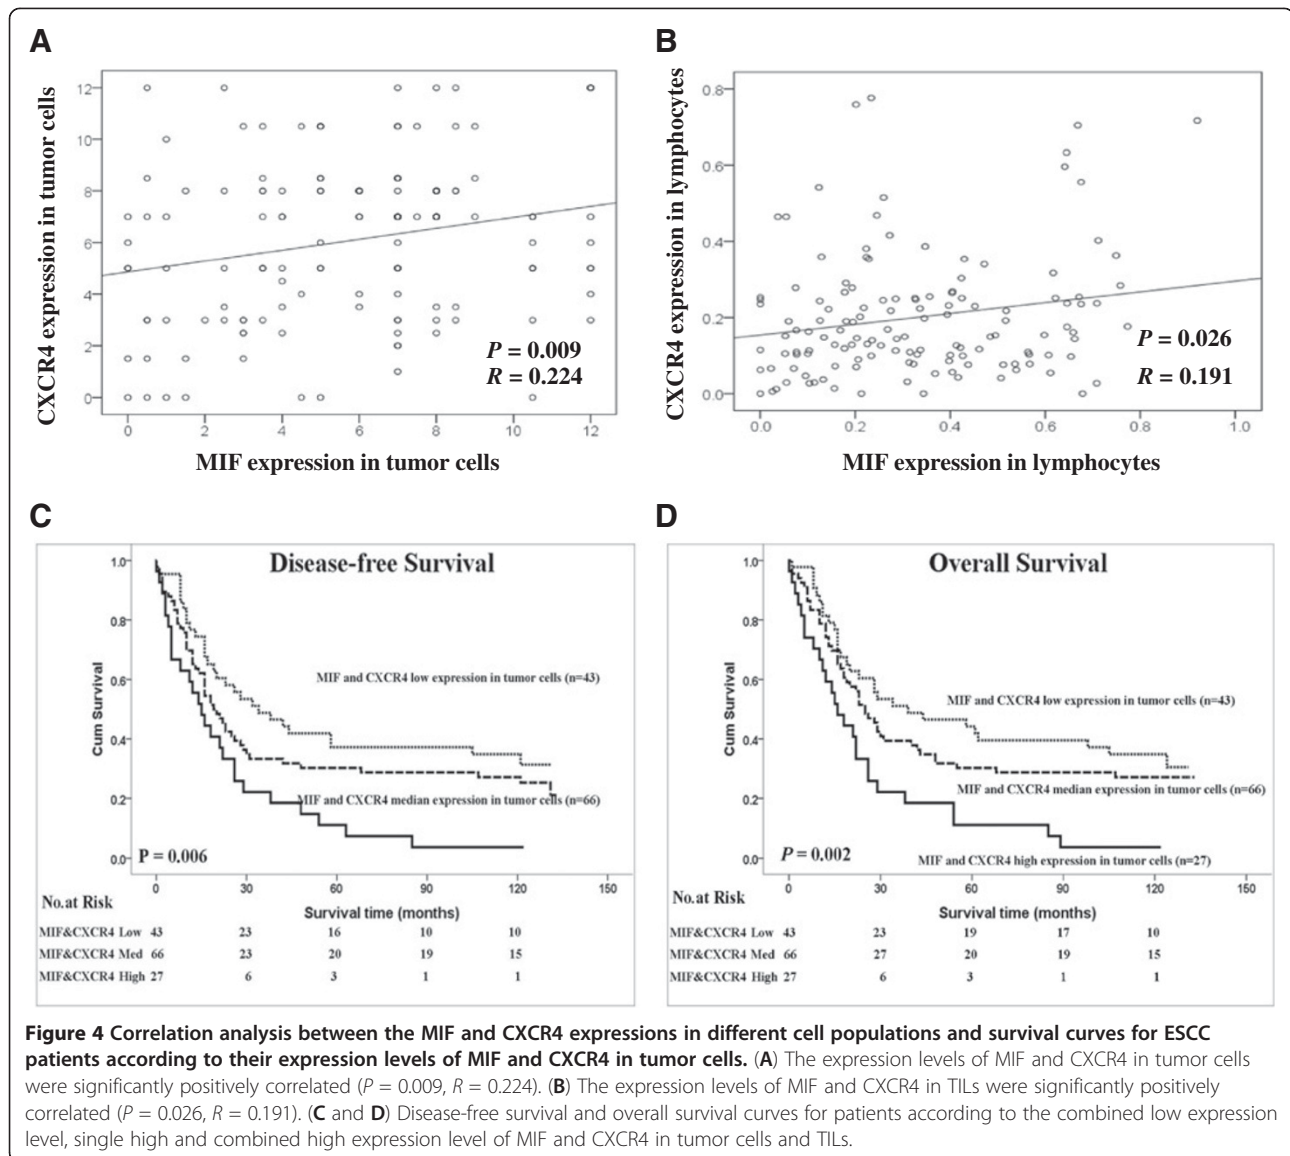 A
CXCR4 expression in tumor cells
12
10
8
6
4
2
0
P = 0.009
R = 0.224
0 2 4 6 8 10 12
MIF expression in tumor cells
B
CXCR4 expression in lymphocytes
0.8
0.6
0.4
0.2
0.0
P = 0.026
R = 0.191
0.0 0.2 0.4 0.6 0.8 1.0
MIF expression in lymphocytes
C
Disease-free Survival
Cum Survival
1.0
0.8
0.6
0.4
0.2
0.0
MIF and CXCR4 low expression in tumor cells (n=43)
MIF and CXCR4 median expression in tumor cells (n=66)
P = 0.006
0 30 60 90 120 150
No.at Risk
Survival time (months)
MIF&CXCR4 Low 43 23 16 10 10
MIF&CXCR4 Med 66 23 20 19 15
MIF&CXCR4 High 27 6 3 1 1
D
Overall Survival
Cum Survival
1.0
0.8
0.6
0.4
0.2
0.0
MIF and CXCR4 low expression in tumor cells (n=43)
MIF and CXCR4 median expression in tumor cells (n=66)
P = 0.002
MIF and CXCR4 high expression in tumor cells (n=27)
0 30 60 90 120 150
No.at Risk
Survival time (months)
MIF&CXCR4 Low 43 23 19 17 10
MIF&CXCR4 Med 66 27 20 19 15
MIF&CXCR4 High 27 6 3 1 1
Figure 4 Correlation analysis between the MIF and CXCR4 expressions in different cell populations and survival curves for ESCC
patients according to their expression levels of MIF and CXCR4 in tumor cells. (A) The expression levels of MIF and CXCR4 in tumor cells
were significantly positively correlated (P = 0.009, R = 0.224). (B) The expression levels of MIF and CXCR4 in TILs were significantly positively
correlated (P = 0.026, R = 0.191). (C and D) Disease-free survival and overall survival curves for patients according to the combined low expression
level, single high and combined high expression level of MIF and CXCR4 in tumor cells and TILs.